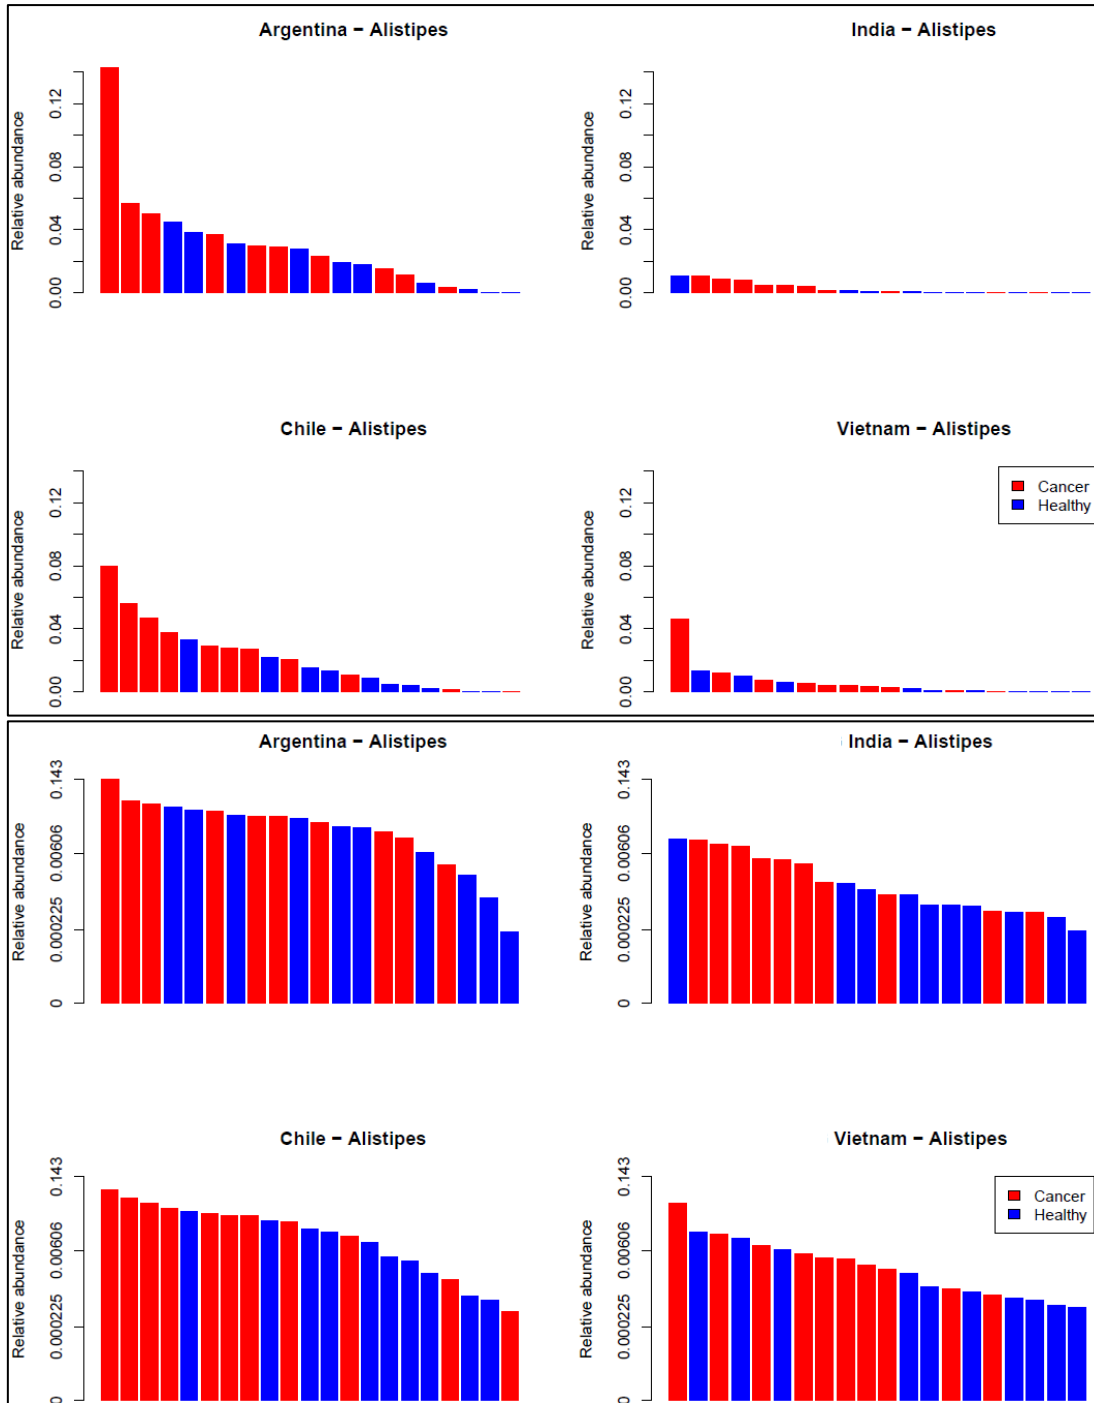 Argentina − Alistipes
Relative abundance
0.00 0.04 0.08 0.12
India − Alistipes
Relative abundance
0.00 0.04 0.08 0.12
Chile − Alistipes
Relative abundance
0.00 0.04 0.08 0.12
Vietnam − Alistipes
Relative abundance
0.00 0.04 0.08 0.12
Cancer
Healthy
Argentina − Alistipes
Relative abundance
0 0.000225 0.00606 0.143
India − Alistipes
Relative abundance
0 0.000225 0.00606 0.143
Chile − Alistipes
Relative abundance
0 0.000225 0.00606 0.143
Vietnam − Alistipes
Relative abundance
0 0.000225 0.00606 0.143
Cancer
Healthy